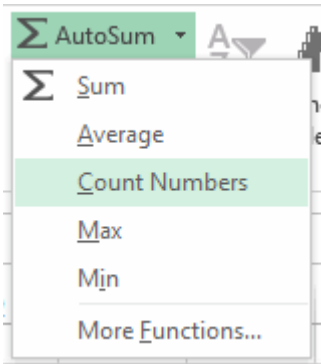 Σ AutoSum
Σ Sum
Average
Count Numbers
Max
Min
More Functions...